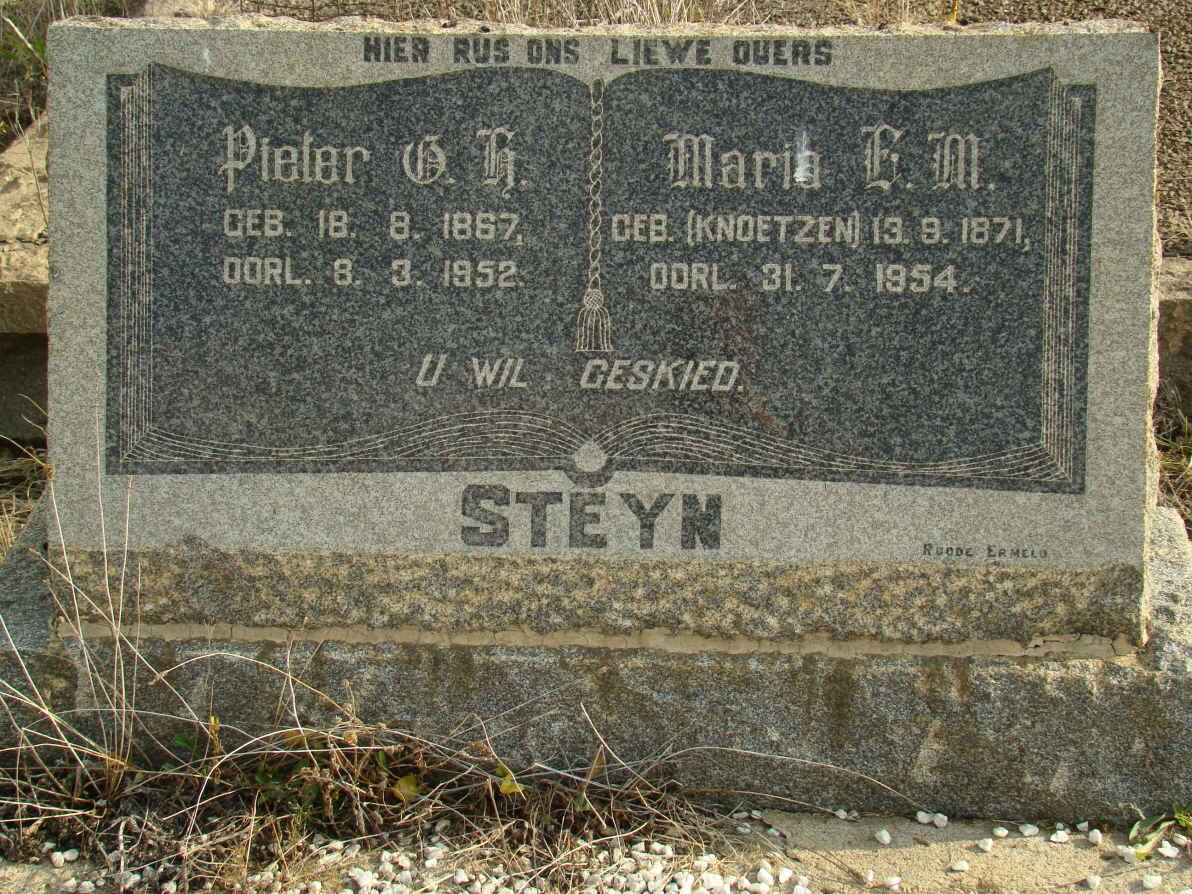 HIER RUS ONS LIEWE OUERS
Pieter G. H.
GEB. 18. 8. 1867,
OORL. 8. 3. 1952.
Maria E. M.
GEB. (KNOETZEN) 13. 9. 1871,
OORL. 31. 7. 1954.
U WIL GESKIED.
STEYN
ROODE ERMELO